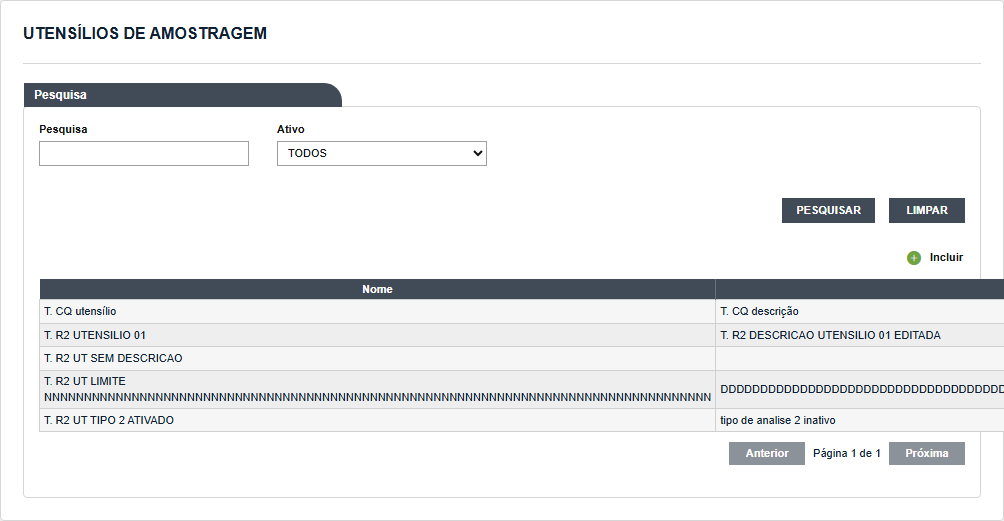 UTENSÍLIOS DE AMOSTRAGEM
Pesquisa
Pesquisa Ativo
TODOS
PESQUISAR LIMPAR
Incluir
Nome
T. CQ utensílio T. CQ descrição
T. R2 UTENSILIO 01 T. R2 DESCRICAO UTENSILIO 01 EDITADA
T. R2 UT SEM DESCRICAO
T. R2 UT LIMITE
NNNNNNNNNNNNNNNNNNNNNNNNNNNNNNNNNNNNNNNNNNNNNNNNNNNNNNNNNNNNNNNNNNNNNNNNNNNNNNNNNNNN DDDDDDDDDDDDDDDDDDDDDDDDDDDDDDDDDDDD
T. R2 UT TIPO 2 ATIVADO tipo de analise 2 inativo
Anterior Página 1 de 1 Próxima